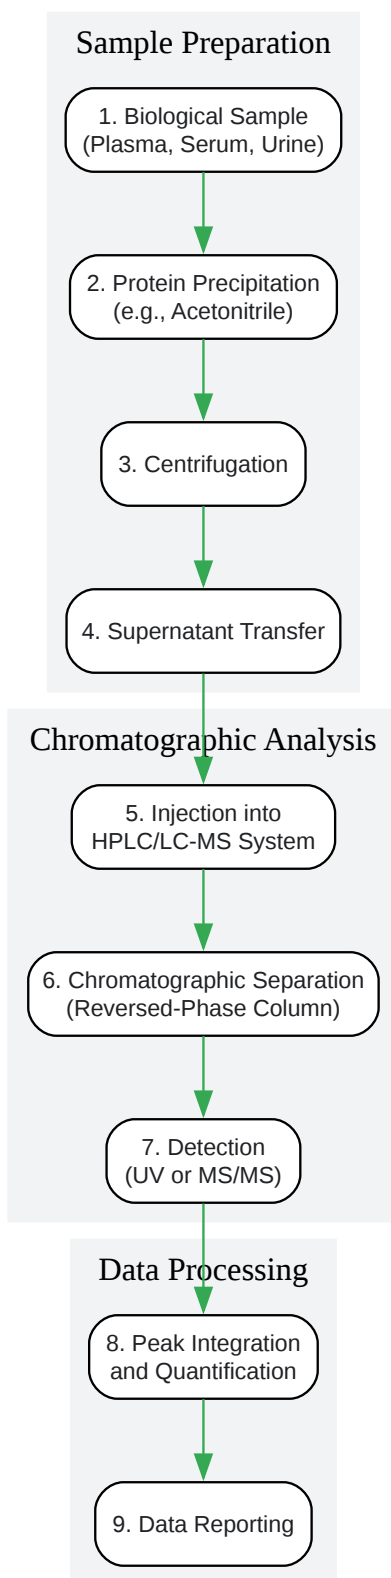 Sample Preparation
1. Biological Sample
(Plasma, Serum, Urine)
2. Protein Precipitation
(e.g., Acetonitrile)
3. Centrifugation
4. Supernatant Transfer
Chromatographic Analysis
5. Injection into
HPLC/LC-MS System
6. Chromatographic Separation
(Reversed-Phase Column)
7. Detection
(UV or MS/MS)
Data Processing
8. Peak Integration
and Quantification
9. Data Reporting